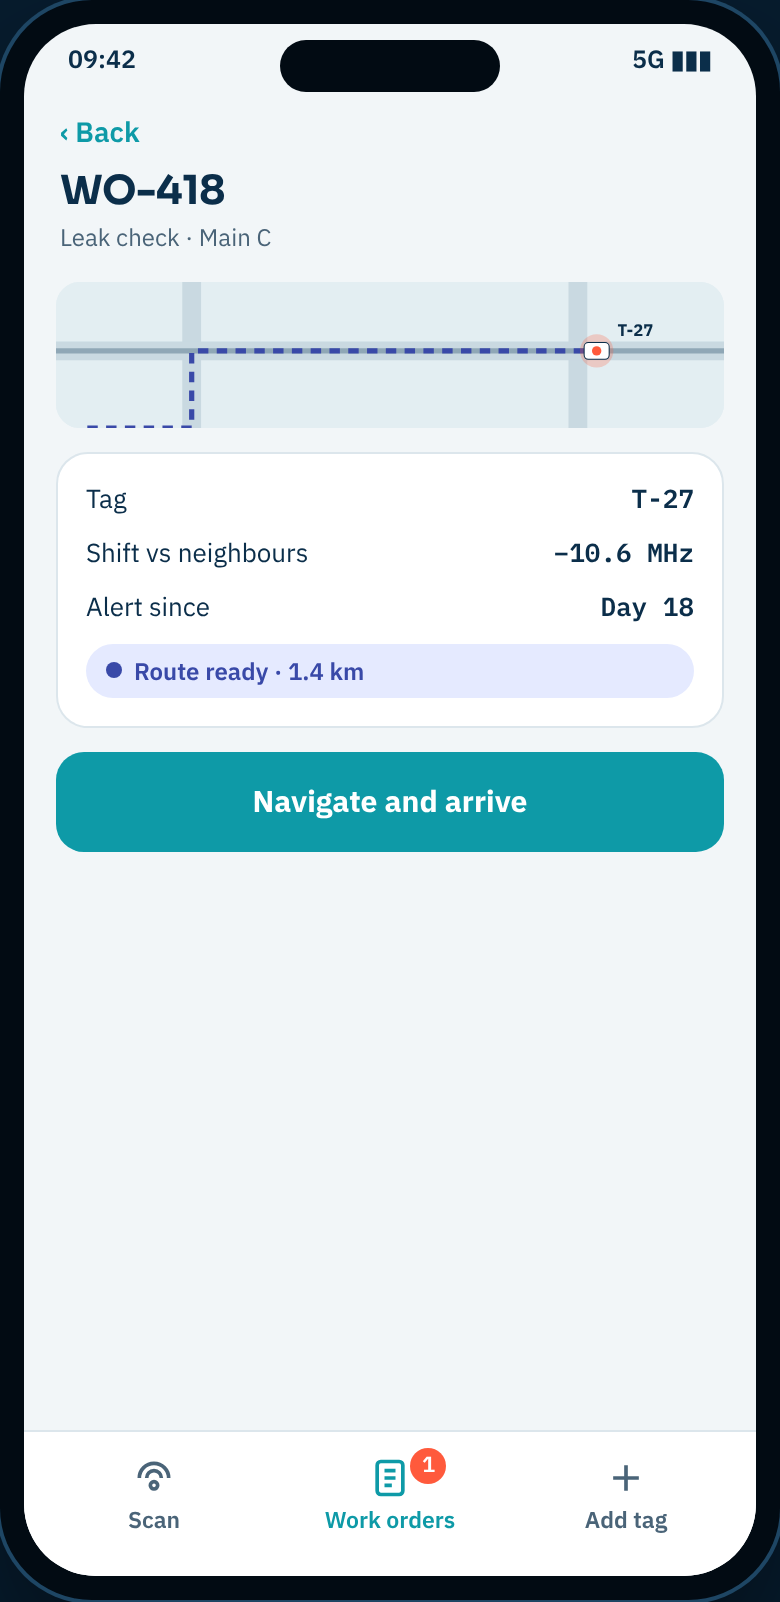 09:42
5G
‹ Back
WO-418
Leak check · Main C
T-27
Tag T-27
Shift vs neighbours −10.6 MHz
Alert since Day 18
Route ready · 1.4 km
Navigate and arrive
1
Scan
Work orders
Add tag